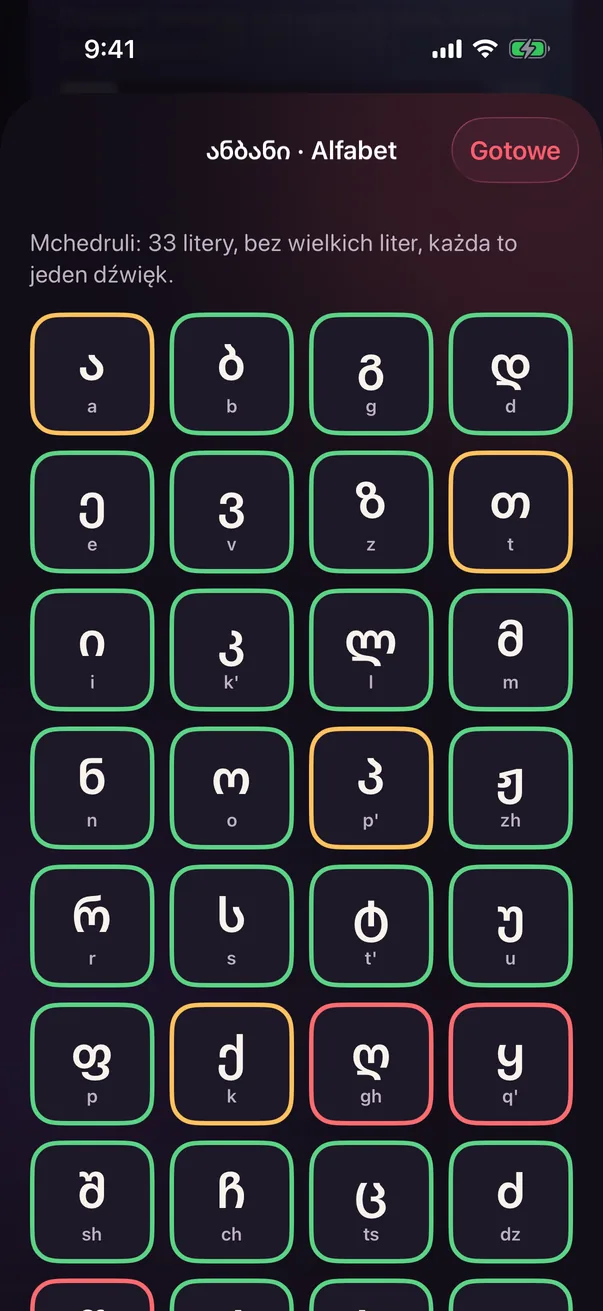 9:41
ანბანი · Alfabet
Gotowe
Mchedruli: 33 litery, bez wielkich liter, każda to
jeden dźwięk.
ა ბ გ დ
a b g d
ე ვ ზ თ
e v z t
ი კ ლ მ
i k' l m
ნ ო პ ჟ
n o p' zh
რ ს ტ უ
r s t' u
ფ ქ ღ ყ
p k gh q'
შ ჩ ც ძ
sh ch ts dz